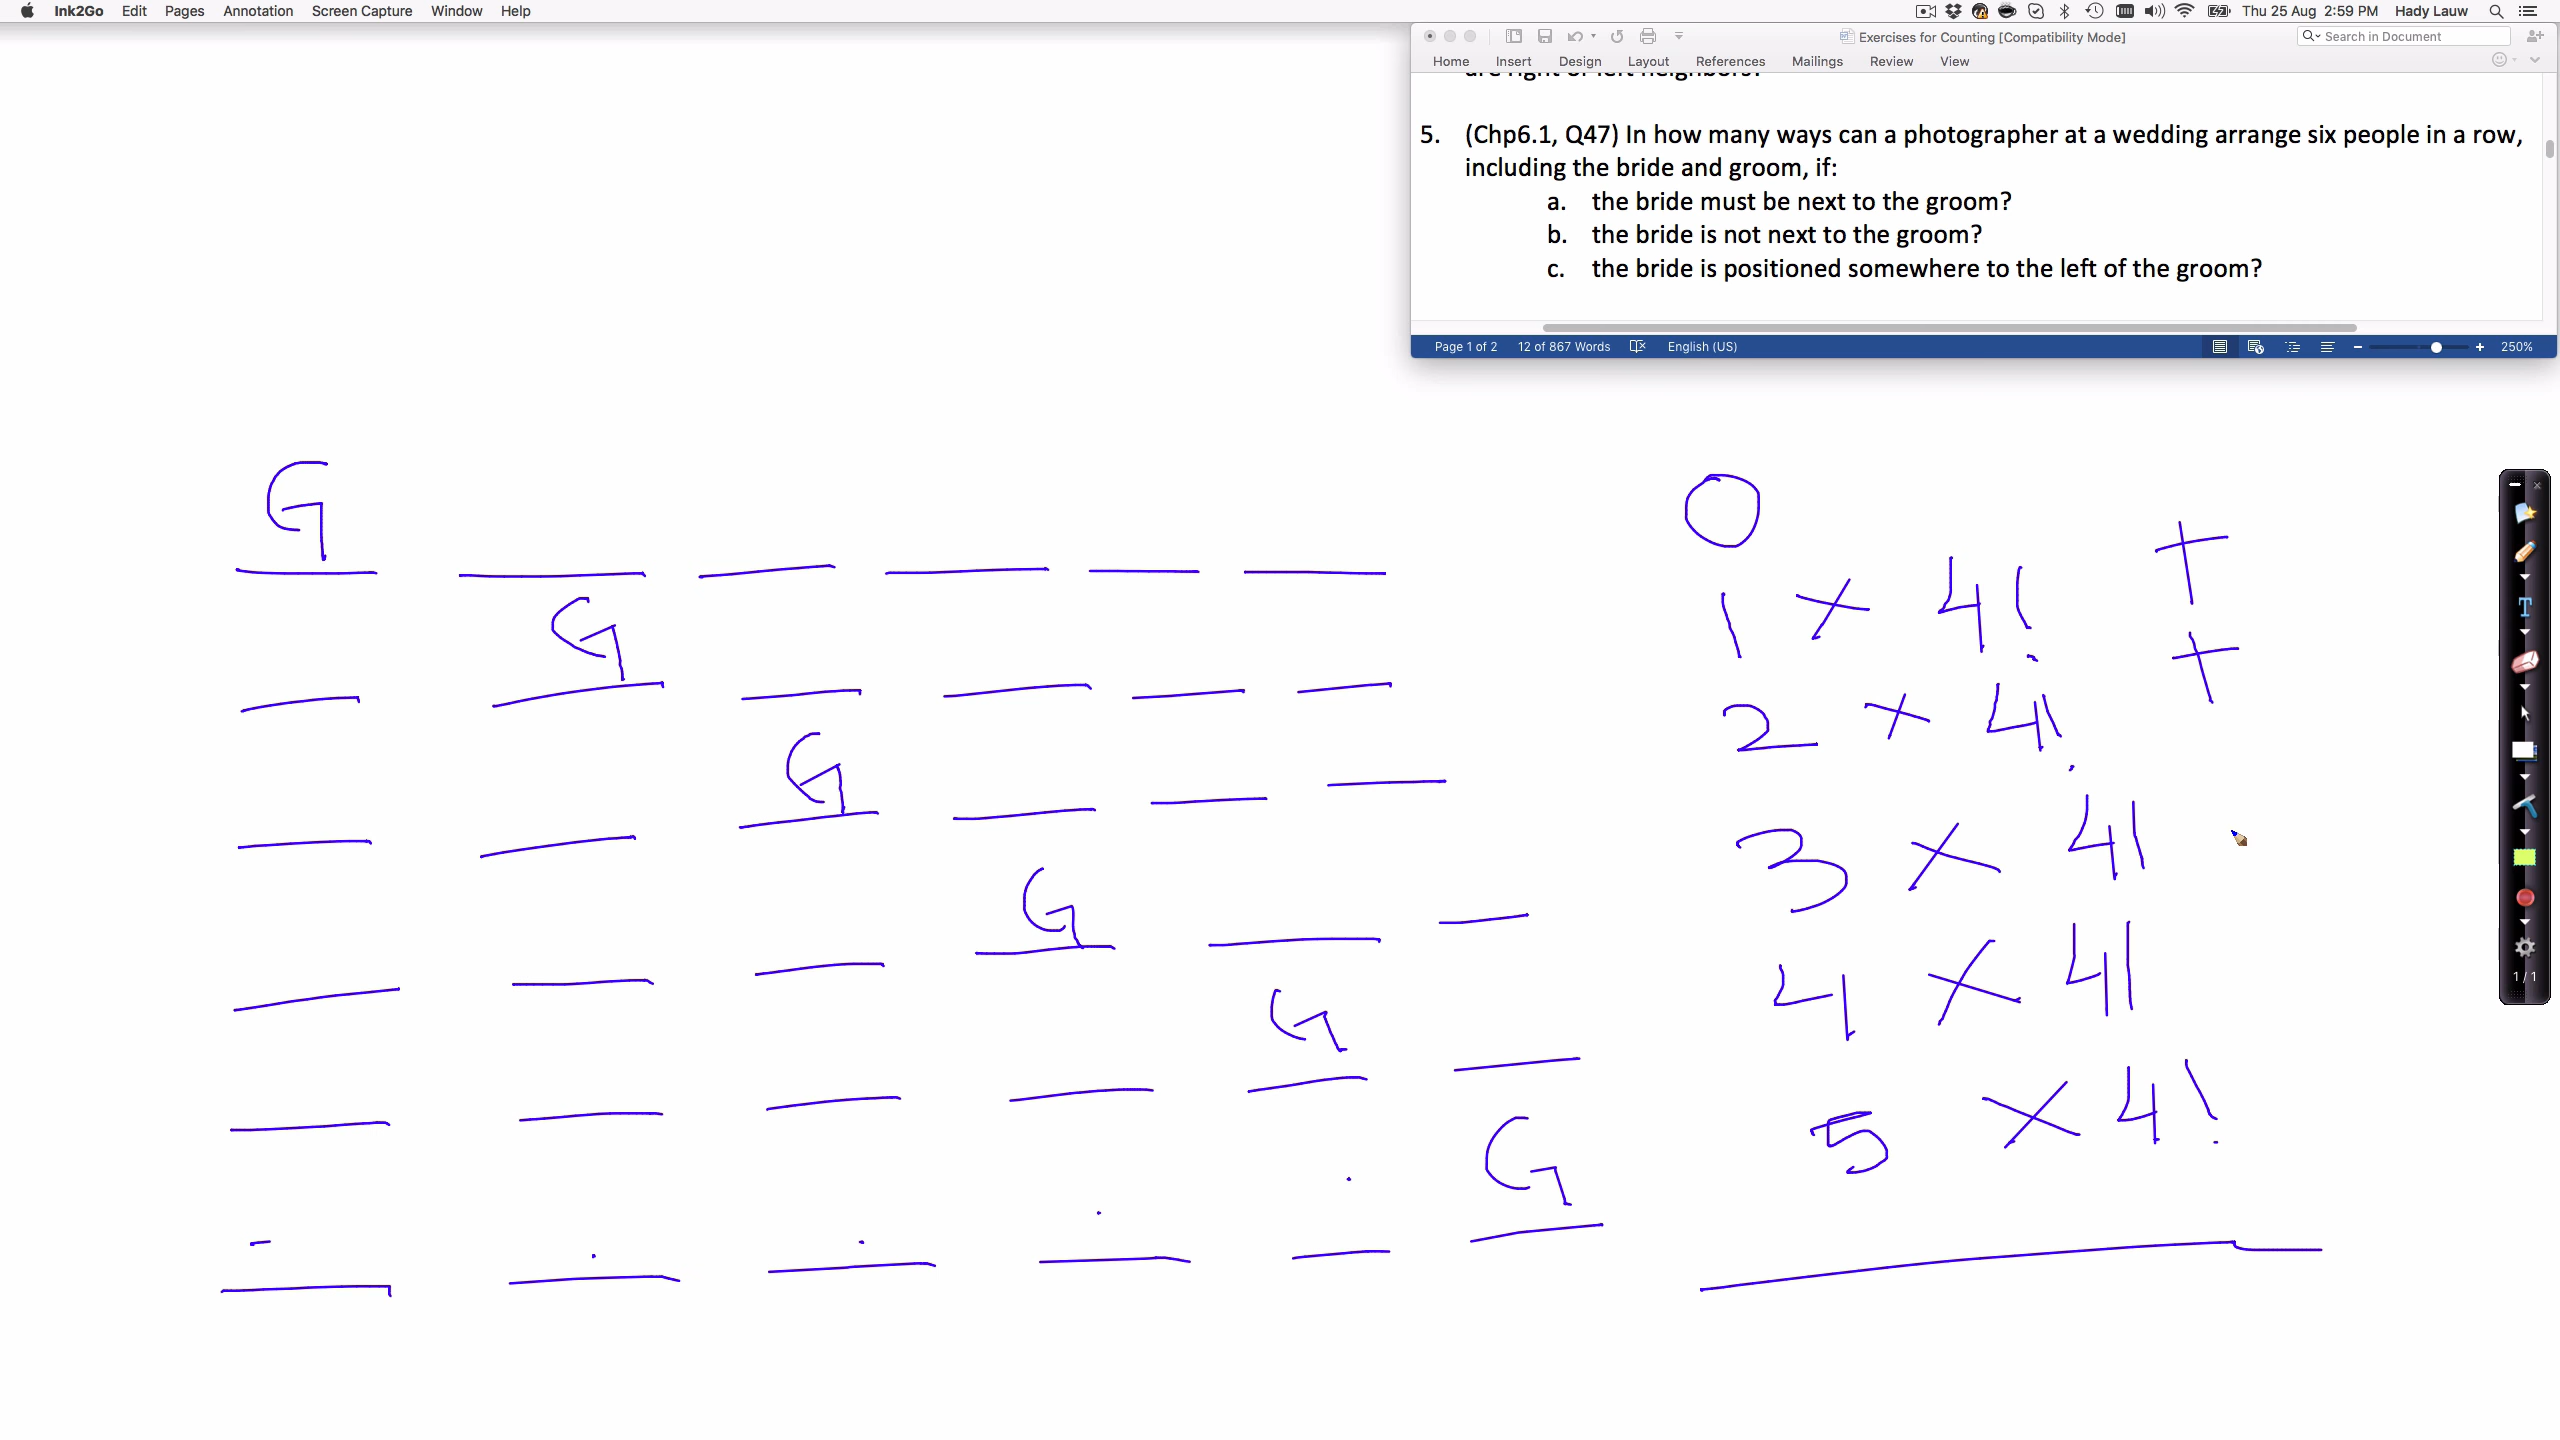 Ink2Go Edit Pages Annotation Screen Capture Window Help Thu 25 Aug 2:59 PM Hady Lauw
Exercises for Counting [Compatibility Mode] Search in Document
Home Insert Design Layout References Mailings Review View
are right or left neighbors?
5. (Chp6.1, Q47) In how many ways can a photographer at a wedding arrange six people in a row,
including the bride and groom, if:
a. the bride must be next to the groom?
b. the bride is not next to the groom?
c. the bride is positioned somewhere to the left of the groom?
Page 1 of 2 12 of 867 Words English (US) 250%
G 0
G 1 × 4! +
G 2 × 4! +
G 3 × 4!
G 4 × 4!
G 5 × 4!
T
1 / 1